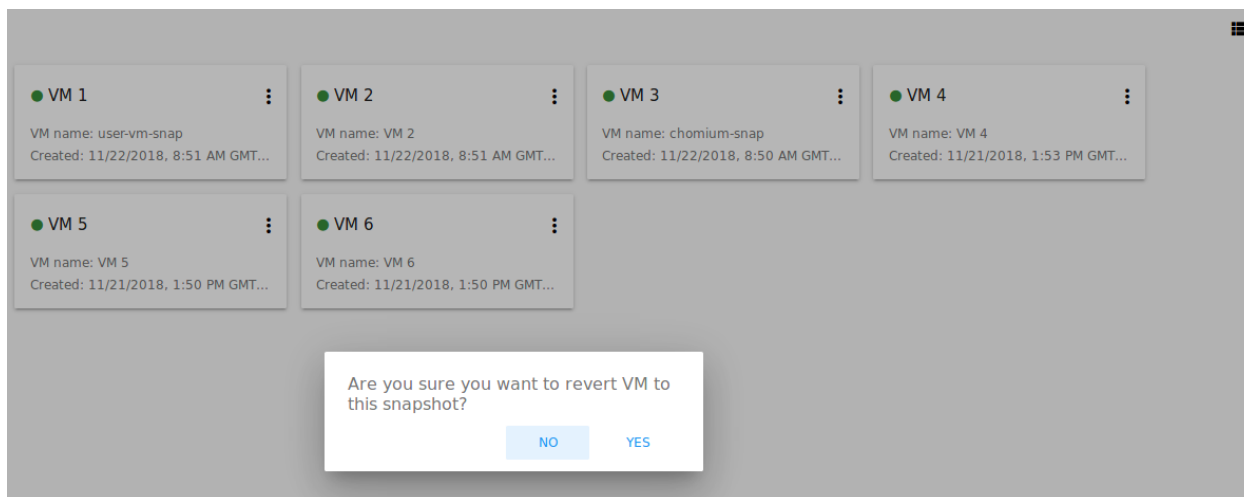 VM 1
VM 2
VM 3
VM 4
VM name: user-vm-snap
VM name: VM 2
VM name: chomium-snap
VM name: VM 4
Created: 11/22/2018, 8:51 AM GMT...
Created: 11/22/2018, 8:51 AM GMT...
Created: 11/22/2018, 8:50 AM GMT...
Created: 11/21/2018, 1:53 PM GMT...
VM 5
VM 6
VM name: VM 5
VM name: VM 6
Created: 11/21/2018, 1:50 PM GMT...
Created: 11/21/2018, 1:50 PM GMT...
Are you sure you want to revert VM to
this snapshot?
NO
YES